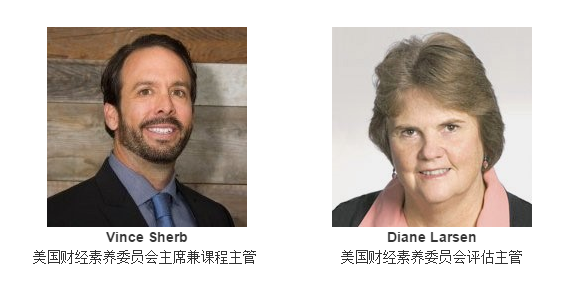 Vince Sherb
美国财经素养委员会主席兼课程主管
Diane Larsen
美国财经素养委员会评估主管